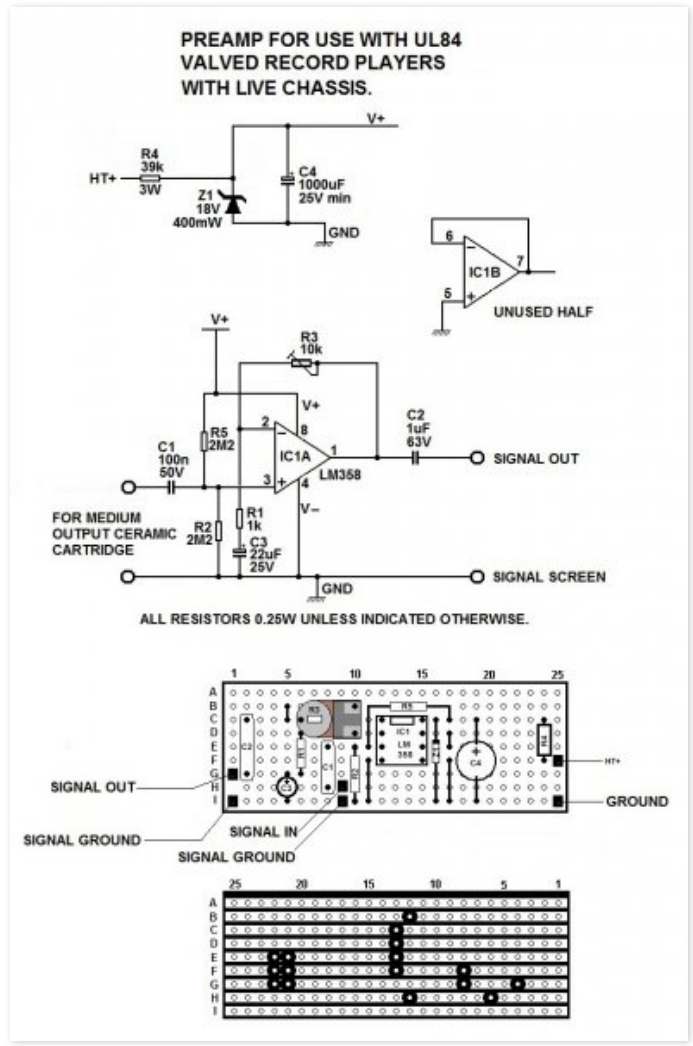 PREAMP FOR USE WITH UL84
VALVED RECORD PLAYERS
WITH LIVE CHASSIS.
V+
R4
39k
3W
HT+
C4
1000uF
25V min
Z1
18V
400mW
GND
6
7
IC1B
5
UNUSED HALF
V+
R3
10k
V+
2
8
R5
2M2
C2
1uF
63V
C1
100n
50V
IC1A
1
SIGNAL OUT
LM358
3
4
V–
FOR MEDIUM
OUTPUT CERAMIC
CARTRIDGE
R2
2M2
R1
1k
C3
22uF
25V
GND
SIGNAL SCREEN
ALL RESISTORS 0.25W UNLESS INDICATED OTHERWISE.
1 5 10 15 20 25
A
B
C
D
E
F
G
H
I
R3
R5
IC1
LM
358
C2
R1
C1
R2
Z1
C4
R4
C3
HT+
SIGNAL OUT
GROUND
SIGNAL IN
SIGNAL GROUND
SIGNAL GROUND
25 20 15 10 5 1
A
B
C
D
E
F
G
H
I